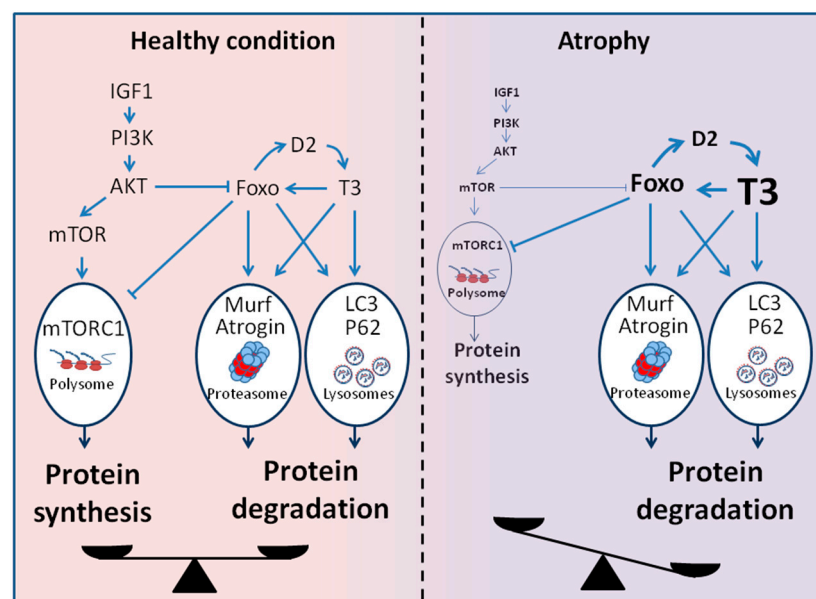 Healthy condition
IGF1
PI3K
AKT
mTOR
D2
Foxo
T3
mTORC1
Polysome
Murf
Atrogin
Proteasome
LC3
P62
Lysosomes
Protein
synthesis
Protein
degradation
Atrophy
IGF1
PI3K
AKT
mTOR
D2
Foxo
T3
mTORC1
Polysome
Protein
synthesis
Murf
Atrogin
Proteasome
LC3
P62
Lysosomes
Protein
degradation